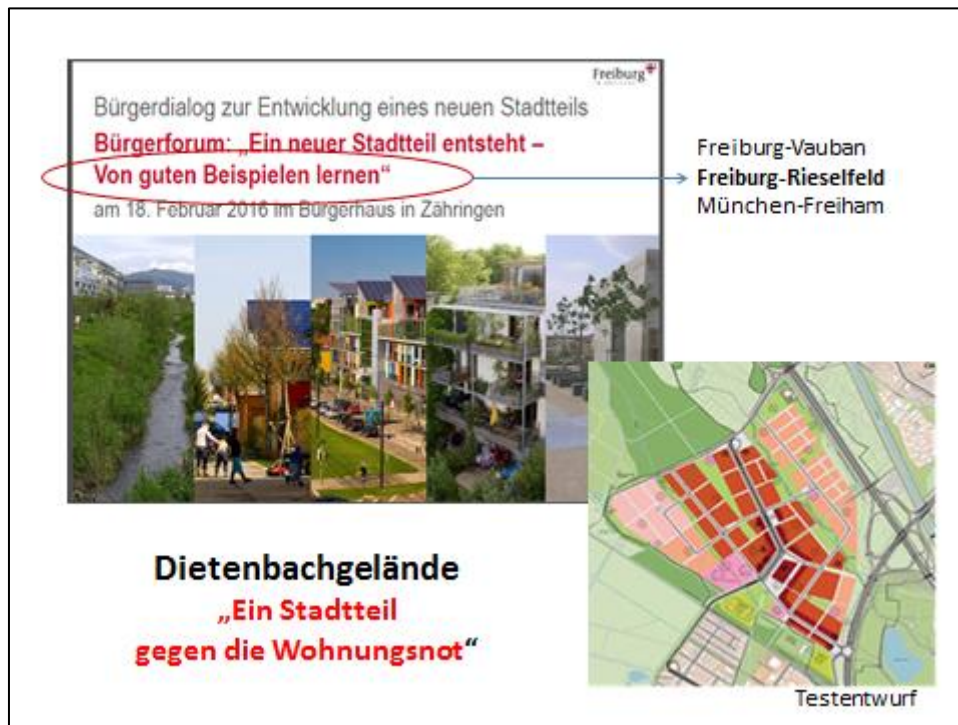 Freiburg
Bürgerdialog zur Entwicklung eines neuen Stadtteils
Bürgerforum: „Ein neuer Stadtteil entsteht –
Von guten Beispielen lernen“
am 18. Februar 2016 im Bürgerhaus in Zähringen
Freiburg-Vauban
Freiburg-Rieselfeld
München-Freiham
Dietenbachgelände
„Ein Stadtteil
gegen die Wohnungsnot“
Testentwurf